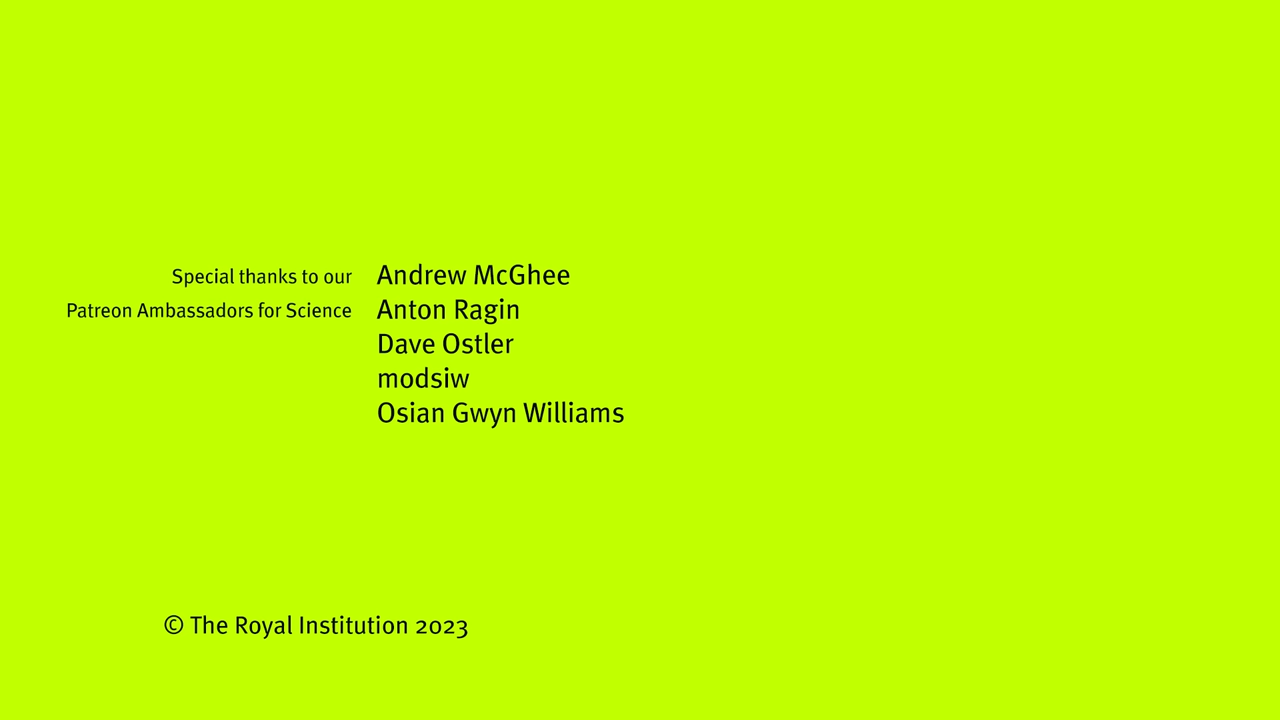 Special thanks to our Andrew McGhee
Patreon Ambassadors for Science Anton Ragin
Dave Ostler
modsiw
Osian Gwyn Williams
© The Royal Institution 2023